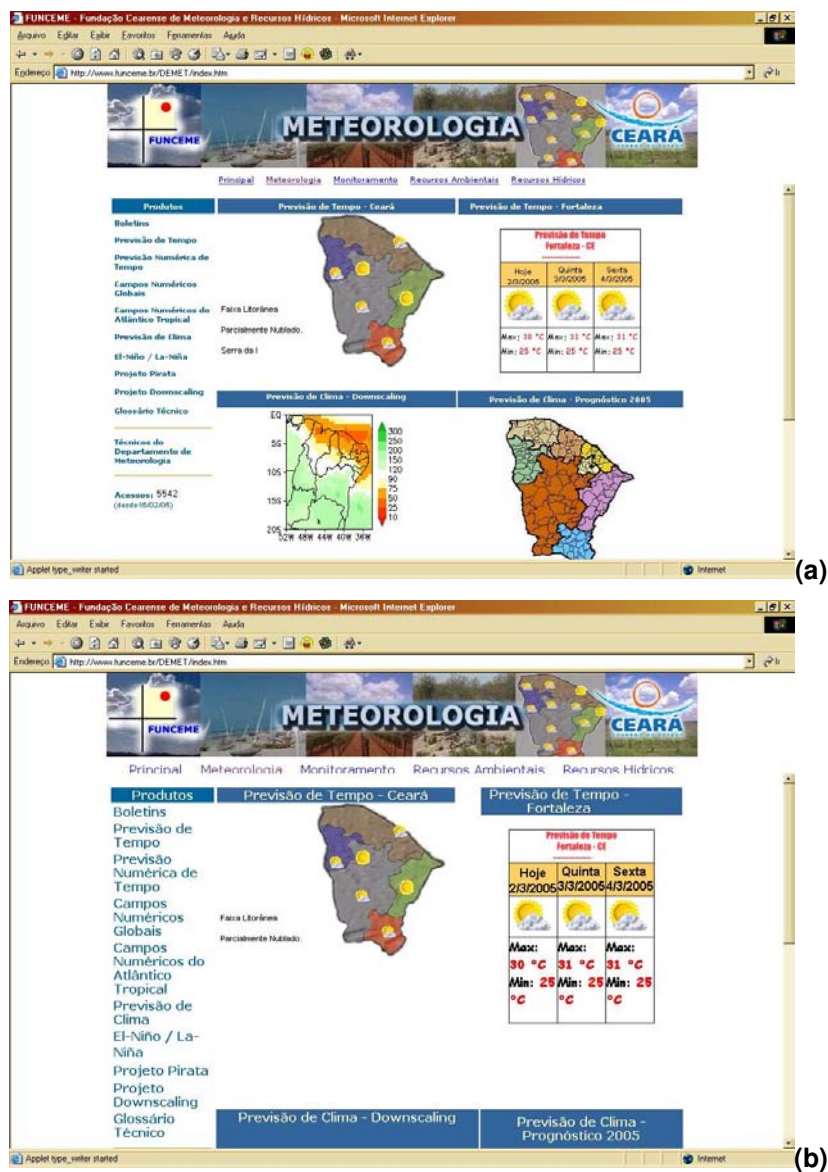 FUNCEME - Fundação Cearense de Meteorologia e Recursos Hídricos - Microsoft Internet Explorer
Arquivo Editar Exibir Favoritos Ferramentas Ajuda
Endereço http://www.funceme.br/DEMET/index.htm
FUNCEME
METEOROLOGIA
CEARÁ
Principal Meteorologia Monitoramento Recursos Ambientais Recursos Hídricos
Produtos
Boletins
Previsão de Tempo
Previsão Numérica de
Tempo
Campos Numéricos
Globais
Campos Numéricos do
Atlântico Tropical
Previsão de Clima
El-Niño / La-Niña
Projeto Pirata
Projeto Downscaling
Glossário Técnico
Técnicos do
Departamento de
Meteorologia
Acessos: 5542
(desde 16/02/05)
Previsão de Tempo - Ceará
Faixa Litorânea
Parcialmente Nublado.
Serra da I
Previsão de Tempo - Fortaleza
Previsão de Tempo
Fortaleza - CE
Hoje Quinta Sexta
2/3/2005 3/3/2005 4/3/2005
Max: 30 °C Max: 31 °C Max: 31 °C
Min: 25 °C Min: 25 °C Min: 25 °C
Previsão de Clima - Downscaling
EQ
5S
10S
15S
20S
52W 48W 44W 40W 36W
300
250
200
150
120
90
75
50
25
10
Previsão de Clima - Prognóstico 2005
Applet type_writer started
Internet
(a)
FUNCEME - Fundação Cearense de Meteorologia e Recursos Hídricos - Microsoft Internet Explorer
Arquivo Editar Exibir Favoritos Ferramentas Ajuda
Endereço http://www.funceme.br/DEMET/index.htm
FUNCEME
METEOROLOGIA
CEARÁ
Principal Meteorologia Monitoramento Recursos Ambientais Recursos Hídricos
Produtos
Boletins
Previsão de
Tempo
Previsão
Numérica de
Tempo
Campos
Numéricos
Globais
Campos
Numéricos do
Atlântico
Tropical
Previsão de
Clima
El-Niño / La-
Niña
Projeto Pirata
Projeto
Downscaling
Glossário
Técnico
Previsão de Tempo - Ceará
Faixa Litorânea
Parcialmente Nublado.
Previsão de Tempo -
Fortaleza
Previsão de Tempo
Fortaleza - CE
Hoje Quinta Sexta
2/3/2005 3/3/2005 4/3/2005
Max: Max: Max:
30 °C 31 °C 31 °C
Min: 25 Min: 25 Min: 25
°C °C °C
Previsão de Clima - Downscaling
Previsão de Clima -
Prognóstico 2005
Applet type_writer started
Internet
(b)